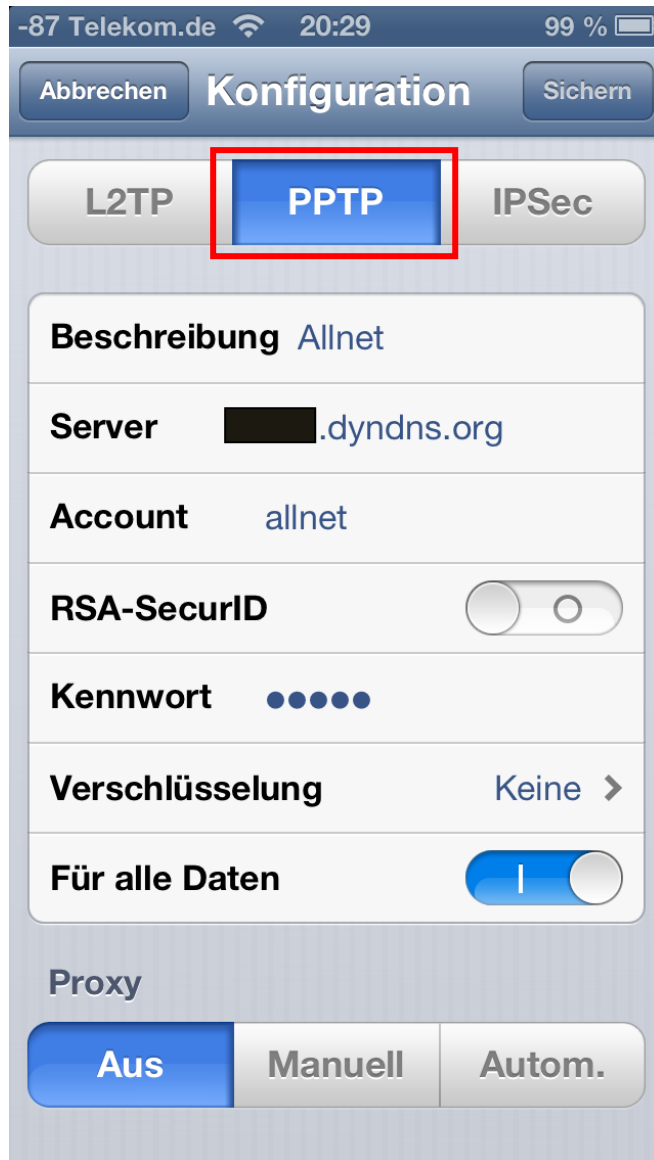 -87 Telekom.de 20:29 99 %
Abbrechen Konfiguration Sichern
L2TP PPTP IPSec
Beschreibung Allnet
Server .dyndns.org
Account allnet
RSA-SecurID
Kennwort ●●●●●
Verschlüsselung Keine
Für alle Daten
Proxy
Aus Manuell Autom.